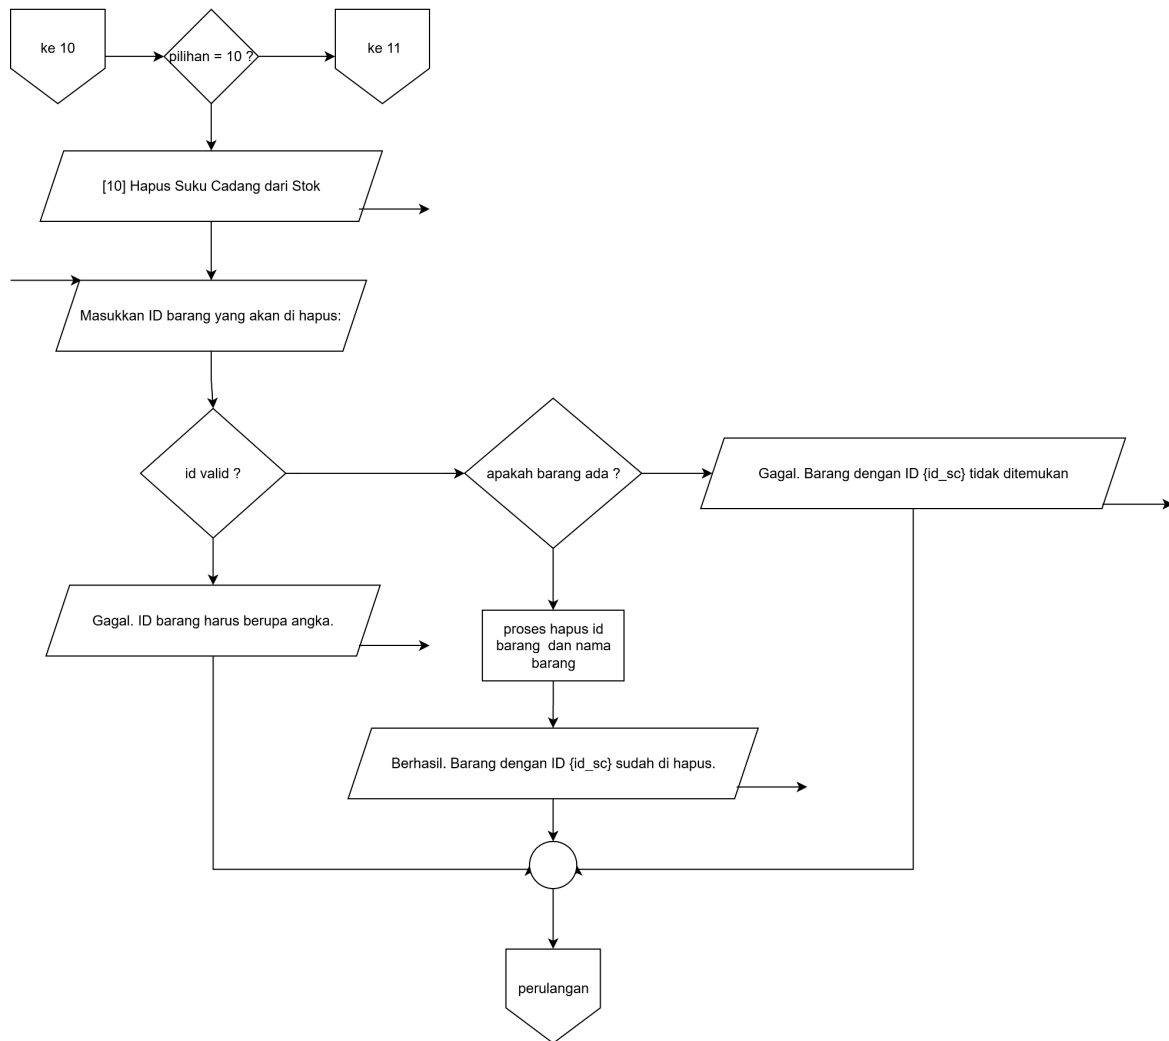 ke 10
pilihan = 10 ?
ke 11
[10] Hapus Suku Cadang dari Stok
Masukkan ID barang yang akan di hapus:
id valid ?
apakah barang ada ?
Gagal. Barang dengan ID {id_sc} tidak ditemukan
Gagal. ID barang harus berupa angka.
proses hapus id
barang dan nama
barang
Berhasil. Barang dengan ID {id_sc} sudah di hapus.
perulangan